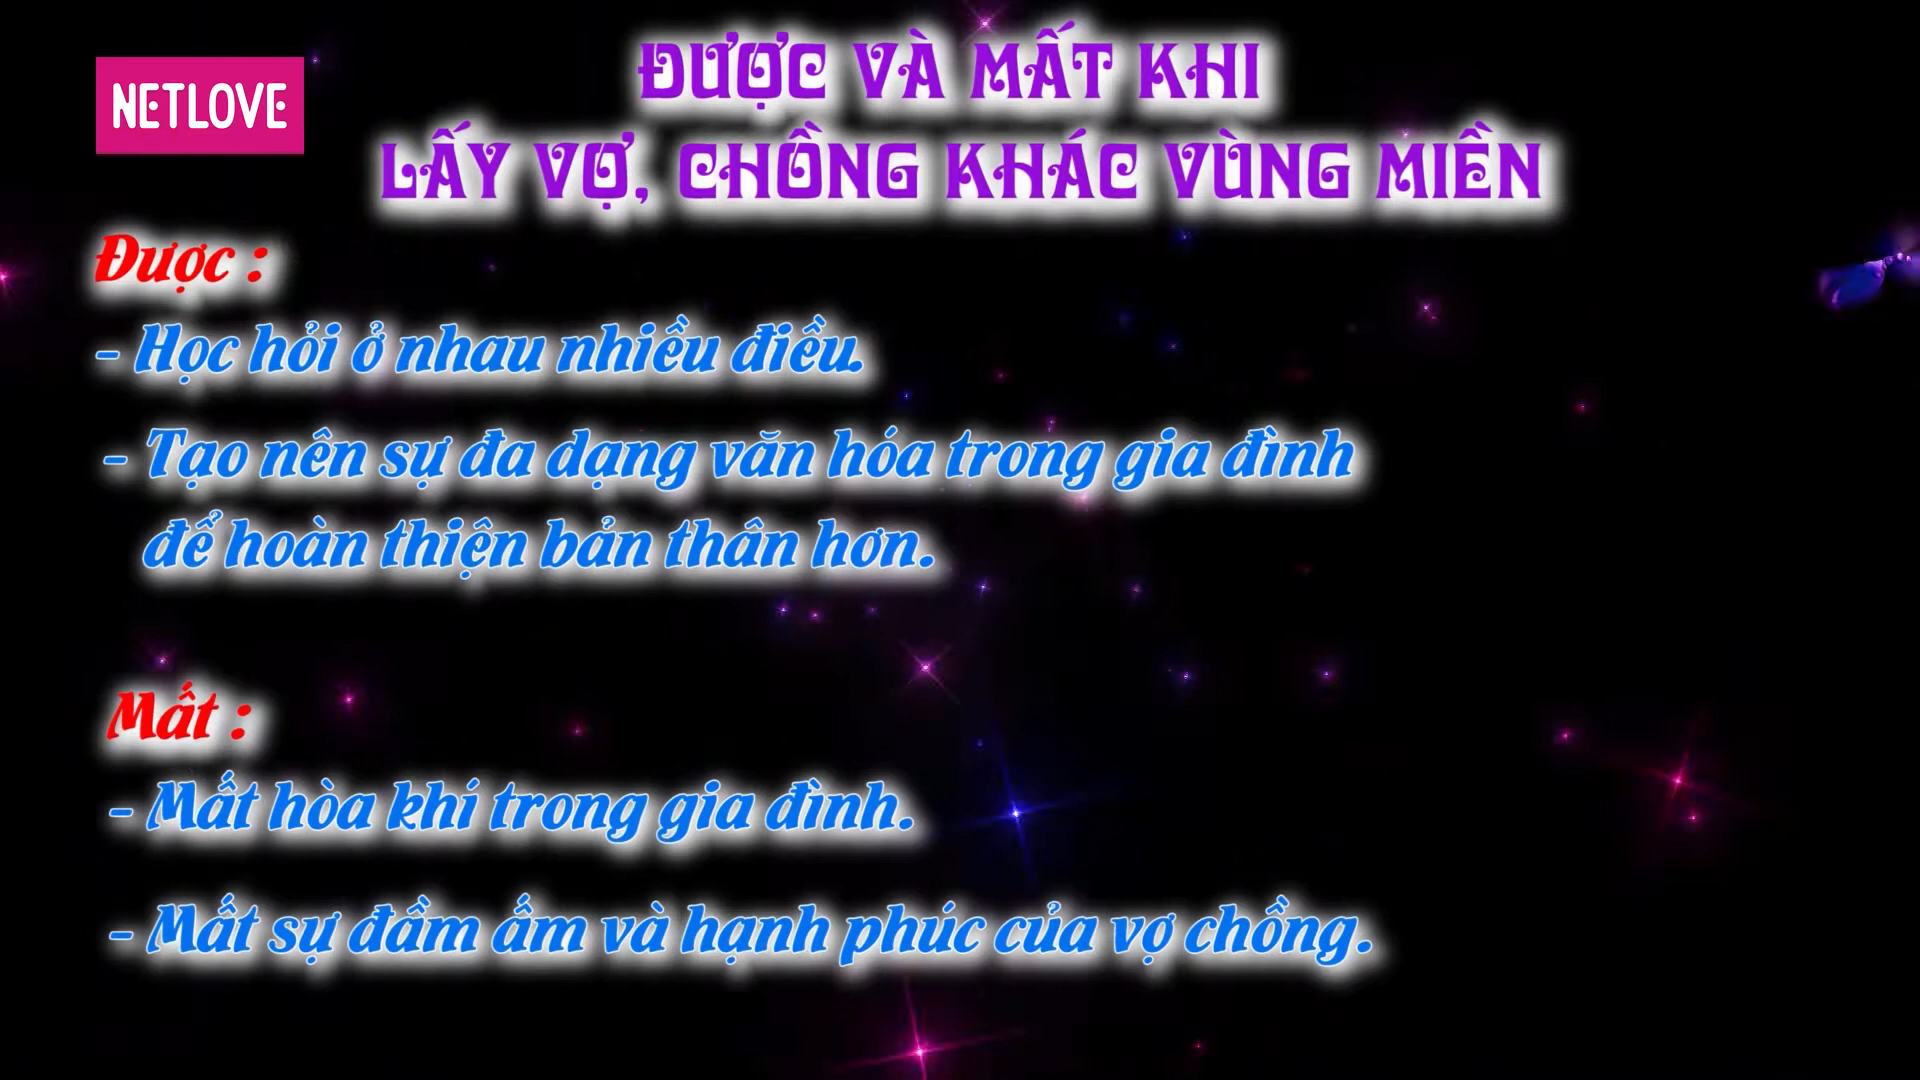 NETLOVE
ĐƯỢC VÀ MẤT KHI
LẤY VỢ, CHỒNG KHÁC VÙNG MIỀN
Được :
- Học hỏi ở nhau nhiều điều.
- Tạo nên sự đa dạng văn hóa trong gia đình
để hoàn thiện bản thân hơn.
Mất :
- Mất hòa khí trong gia đình.
- Mất sự đầm ấm và hạnh phúc của vợ chồng.